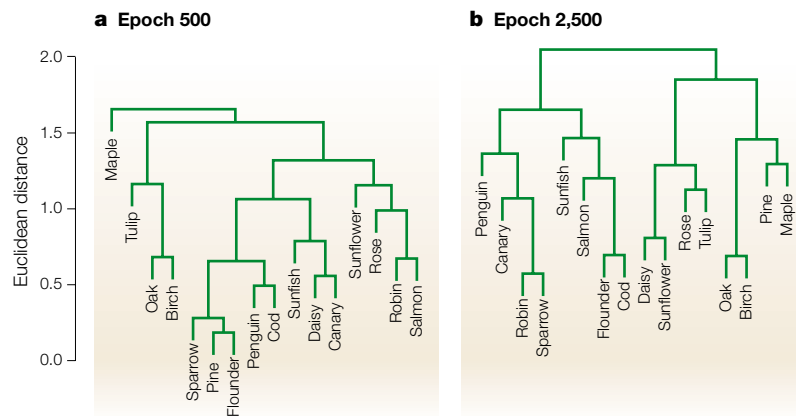 a Epoch 500
b Epoch 2,500
Euclidean distance
2.0
1.5
1.0
0.5
0.0
Maple
Tulip
Oak
Birch
Sparrow
Pine
Flounder
Penguin
Cod
Sunfish
Daisy
Canary
Sunflower
Rose
Robin
Salmon
Penguin
Canary
Robin
Sparrow
Sunfish
Salmon
Flounder
Cod
Daisy
Sunflower
Rose
Tulip
Oak
Birch
Pine
Maple